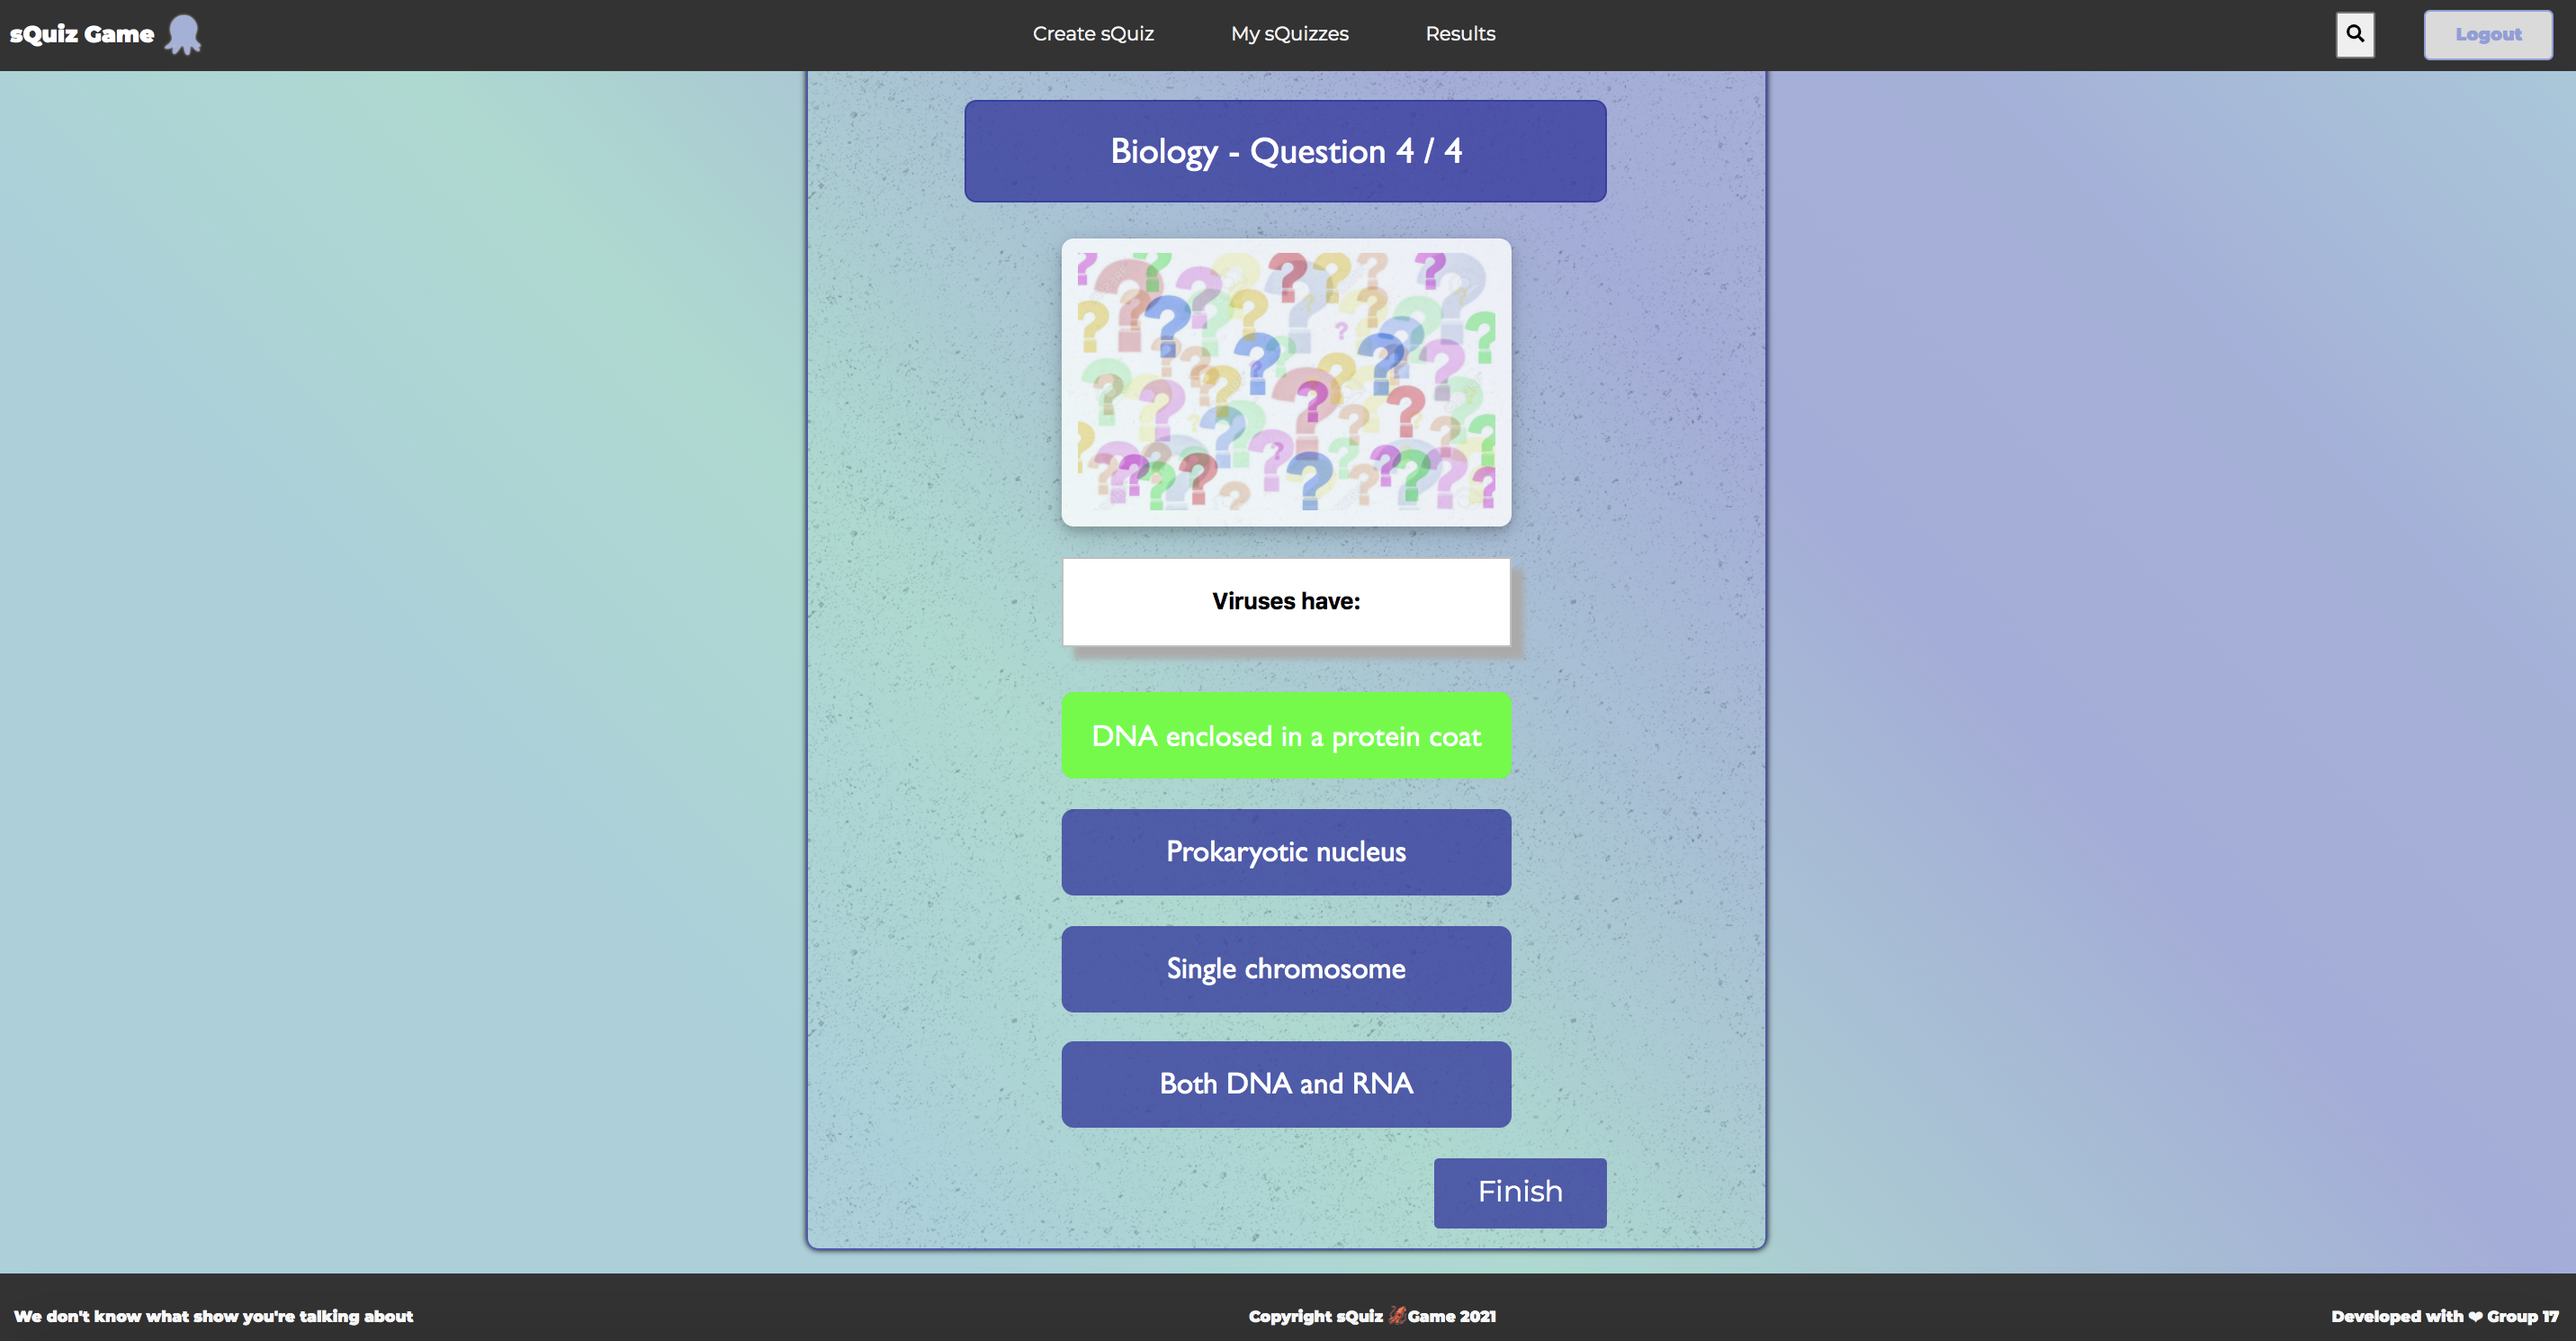 sQuiz Game
Create sQuiz
My sQuizzes
Results
Logout
Biology - Question 4 / 4
Viruses have:
DNA enclosed in a protein coat
Prokaryotic nucleus
Single chromosome
Both DNA and RNA
Finish
We don't know what show you're talking about
Copyright sQuiz 🦑Game 2021
Developed with ❤ Group 17